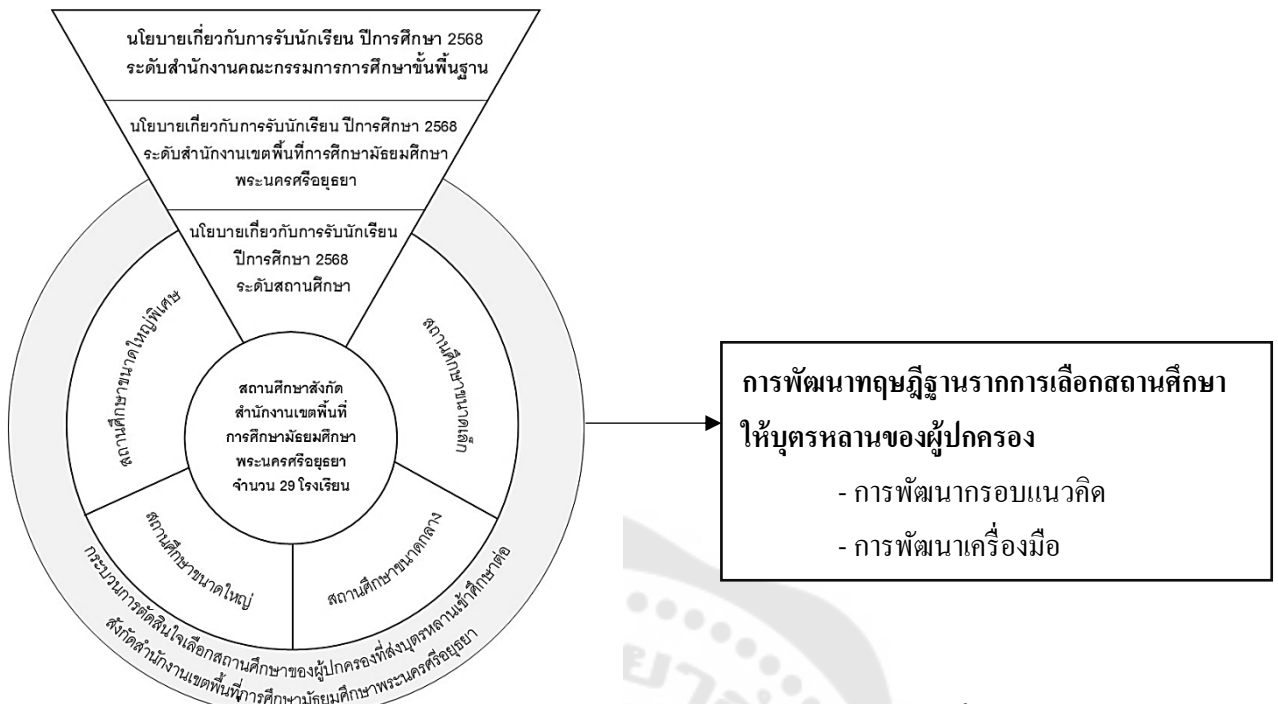 นโยบายเกี่ยวกับการรับนักเรียน ปีการศึกษา 2568
ระดับสำนักงานคณะกรรมการการศึกษาขั้นพื้นฐาน
นโยบายเกี่ยวกับการรับนักเรียน ปีการศึกษา 2568
ระดับสำนักงานเขตพื้นที่การศึกษามัธยมศึกษา
พระนครศรีอยุธยา
นโยบายเกี่ยวกับการรับนักเรียน
ปีการศึกษา 2568
ระดับสถานศึกษา
สถานศึกษาขนาดใหญ่พิเศษ
สถานศึกษาขนาดเล็ก
สถานศึกษาสังกัด
สำนักงานเขตพื้นที่
การศึกษามัธยมศึกษา
พระนครศรีอยุธยา
จำนวน 29 โรงเรียน
สถานศึกษาขนาดใหญ่
สถานศึกษาขนาดกลาง
กระบวนการตัดสินใจเลือกสถานศึกษาของผู้ปกครองที่ส่งบุตรหลานเข้าศึกษาต่อ
สังกัดสำนักงานเขตพื้นที่การศึกษามัธยมศึกษาพระนครศรีอยุธยา
การพัฒนาทฤษฎีฐานรากการเลือกสถานศึกษา
ให้บุตรหลานของผู้ปกครอง
- การพัฒนากรอบแนวคิด
- การพัฒนาเครื่องมือ